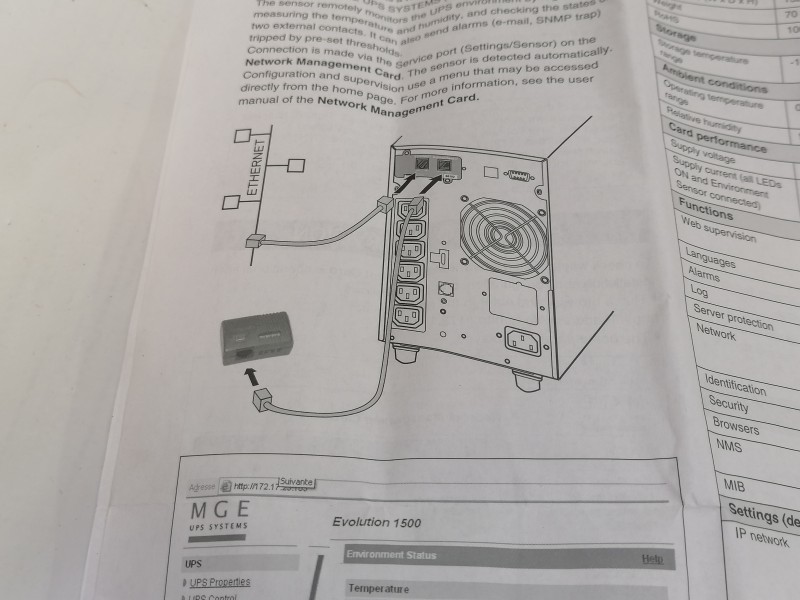 UPS SYSTEMS
The sensor remotely monitors the UPS environment by
measuring the temperature and humidity, and checking the states of
two external contacts. It can also send alarms (e-mail, SNMP trap)
tripped by pre-set thresholds.
Connection is made via the Service port (Settings/Sensor) on the
Network Management Card. The sensor is detected automatically.
Configuration and supervision use a menu that may be accessed
directly from the home page. For more information, see the user
manual of the Network Management Card.
ETHERNET
Adresse http://172.17
Suivante
MGE
UPS SYSTEMS
Evolution 1500
UPS
UPS Properties
UPS Control
Environment Status Help
Temperature
Weight 70
RoHS 100
Storage
Storage temperature
range
Ambient conditions
Operating temperature
range
Relative humidity
Card performance
Supply voltage
Supply current (all LEDs
ON and Environment
Sensor connected)
Functions
Web supervision
Languages
Alarms
Log
Server protection
Network
Identification
Security
Browsers
NMS
MIB
Settings (de
IP network